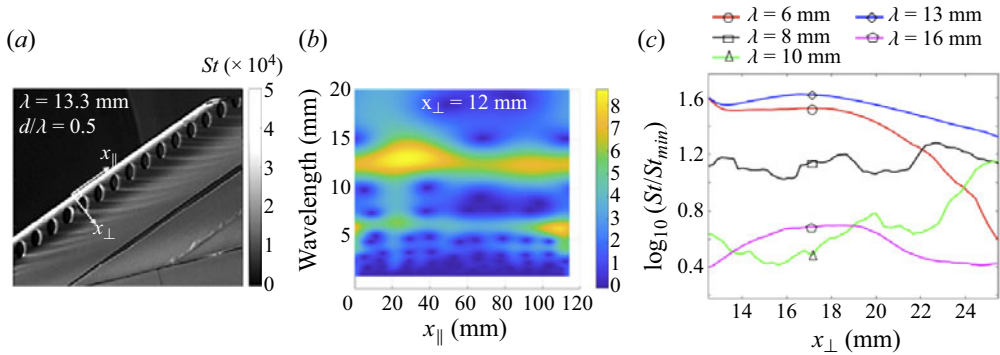 (a)
St (× 10⁴)
λ = 13.3 mm
d/λ = 0.5
x∥
x⊥
5
4
3
2
1
0
(b)
Wavelength (mm)
20
15
10
5
x⊥ = 12 mm
0
20
40
60
80
100
120
x∥ (mm)
8
7
6
5
4
3
2
1
0
(c)
λ = 6 mm
λ = 8 mm
λ = 10 mm
λ = 13 mm
λ = 16 mm
log₁₀ (St/Stₘᵢₙ)
1.6
1.2
0.8
0.4
14
16
18
20
22
24
x⊥ (mm)